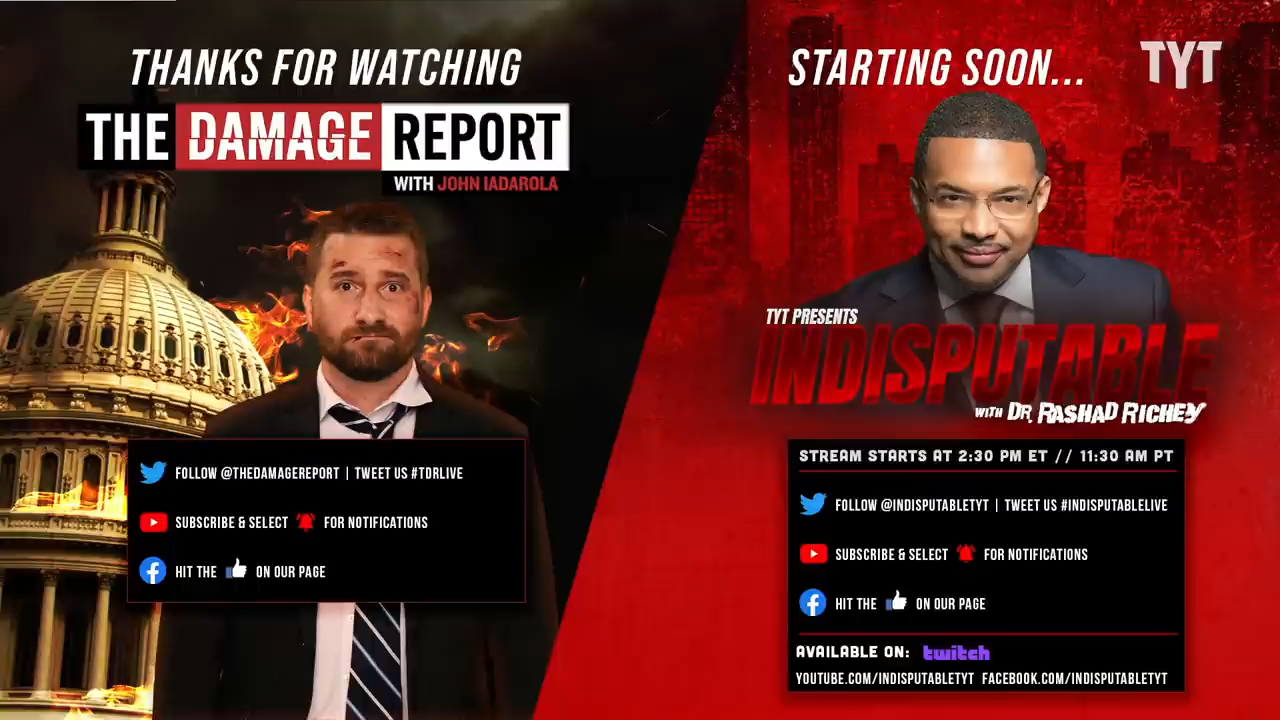 THANKS FOR WATCHING
THE DAMAGE REPORT
WITH JOHN IADAROLA
FOLLOW @THEDAMAGEREPORT | TWEET US #TDRLIVE
SUBSCRIBE & SELECT FOR NOTIFICATIONS
HIT THE ON OUR PAGE
STARTING SOON...
TYT
TYT PRESENTS
INDISPUTABLE
WITH DR. RASHAD RICHEY
STREAM STARTS AT 2:30 PM ET // 11:30 AM PT
FOLLOW @INDISPUTABLETYT | TWEET US #INDISPUTABLELIVE
SUBSCRIBE & SELECT FOR NOTIFICATIONS
HIT THE ON OUR PAGE
AVAILABLE ON: twitch
YOUTUBE.COM/INDISPUTABLETYT FACEBOOK.COM/INDISPUTABLETYT